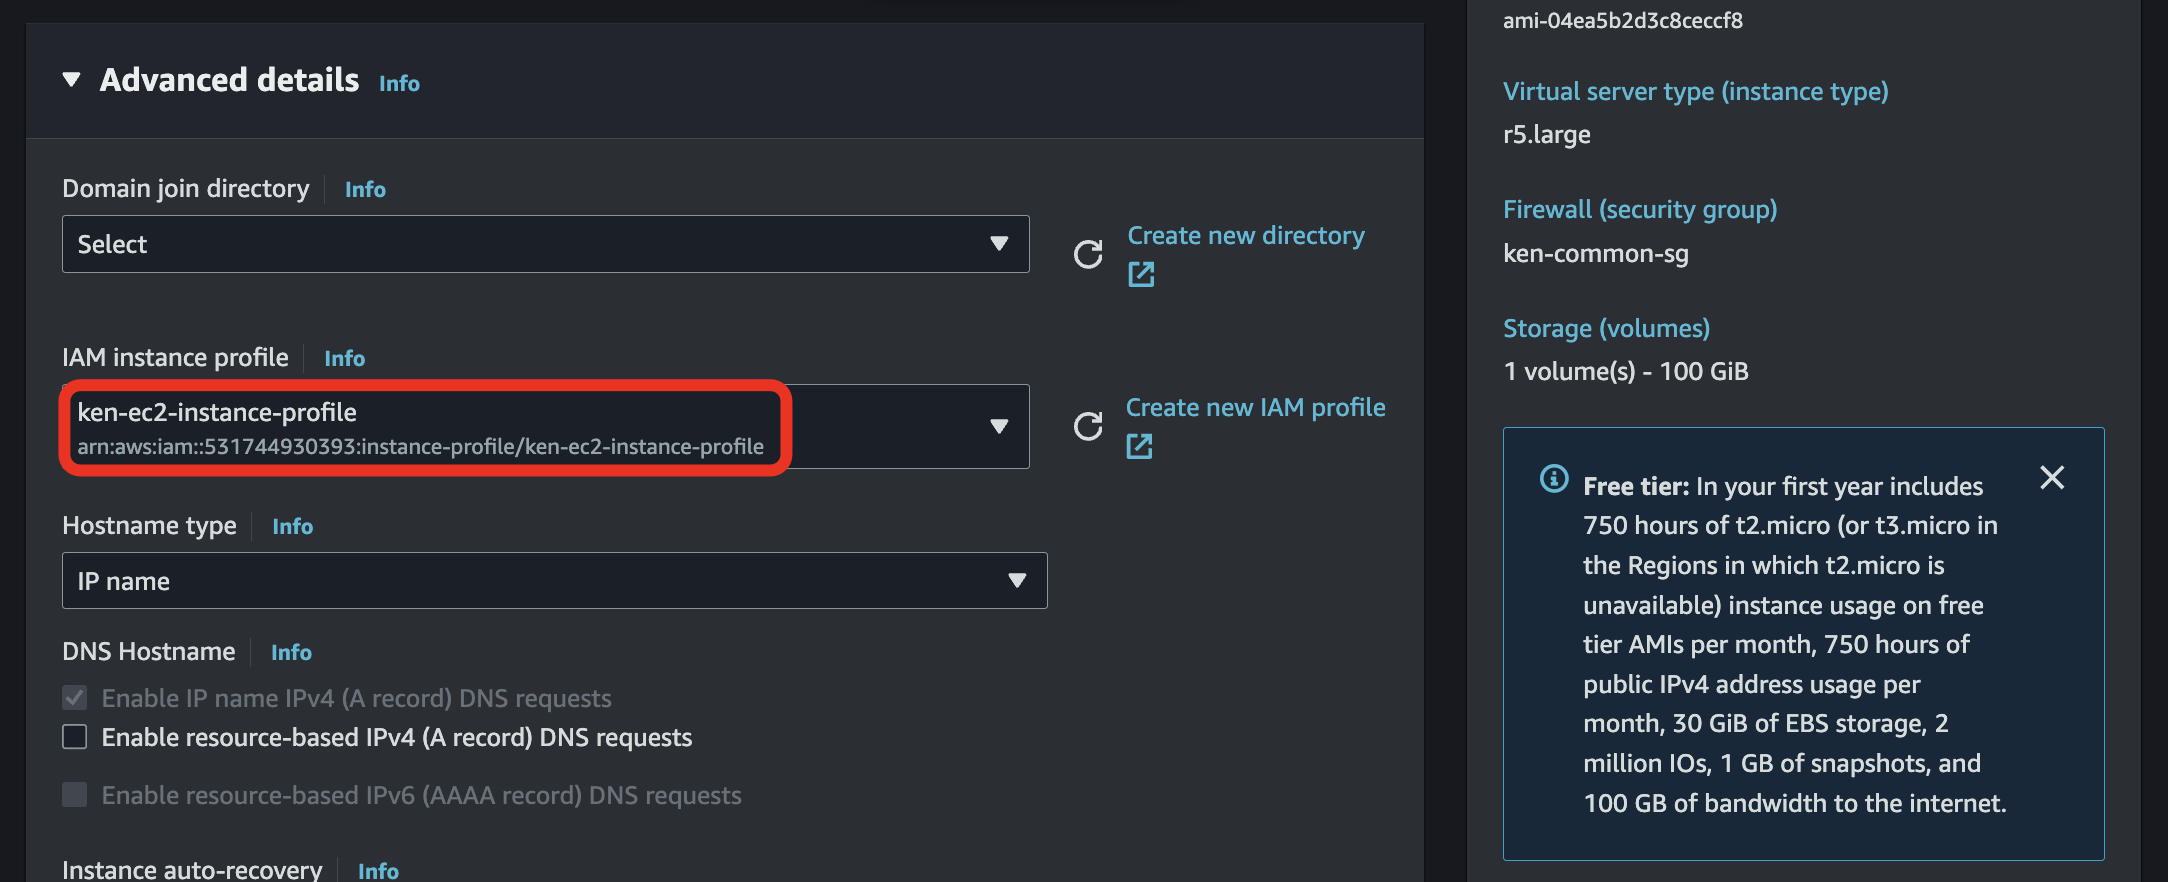 Advanced details Info
Domain join directory Info
Select
Create new directory
IAM instance profile Info
ken-ec2-instance-profile
arn:aws:iam::531744930393:instance-profile/ken-ec2-instance-profile
Create new IAM profile
Hostname type Info
IP name
DNS Hostname Info
Enable IP name IPv4 (A record) DNS requests
Enable resource-based IPv4 (A record) DNS requests
Enable resource-based IPv6 (AAAA record) DNS requests
Instance auto-recovery Info
ami-04ea5b2d3c8ceccf8
Virtual server type (instance type)
r5.large
Firewall (security group)
ken-common-sg
Storage (volumes)
1 volume(s) - 100 GiB
Free tier: In your first year includes
750 hours of t2.micro (or t3.micro in
the Regions in which t2.micro is
unavailable) instance usage on free
tier AMIs per month, 750 hours of
public IPv4 address usage per
month, 30 GiB of EBS storage, 2
million IOs, 1 GB of snapshots, and
100 GB of bandwidth to the internet.